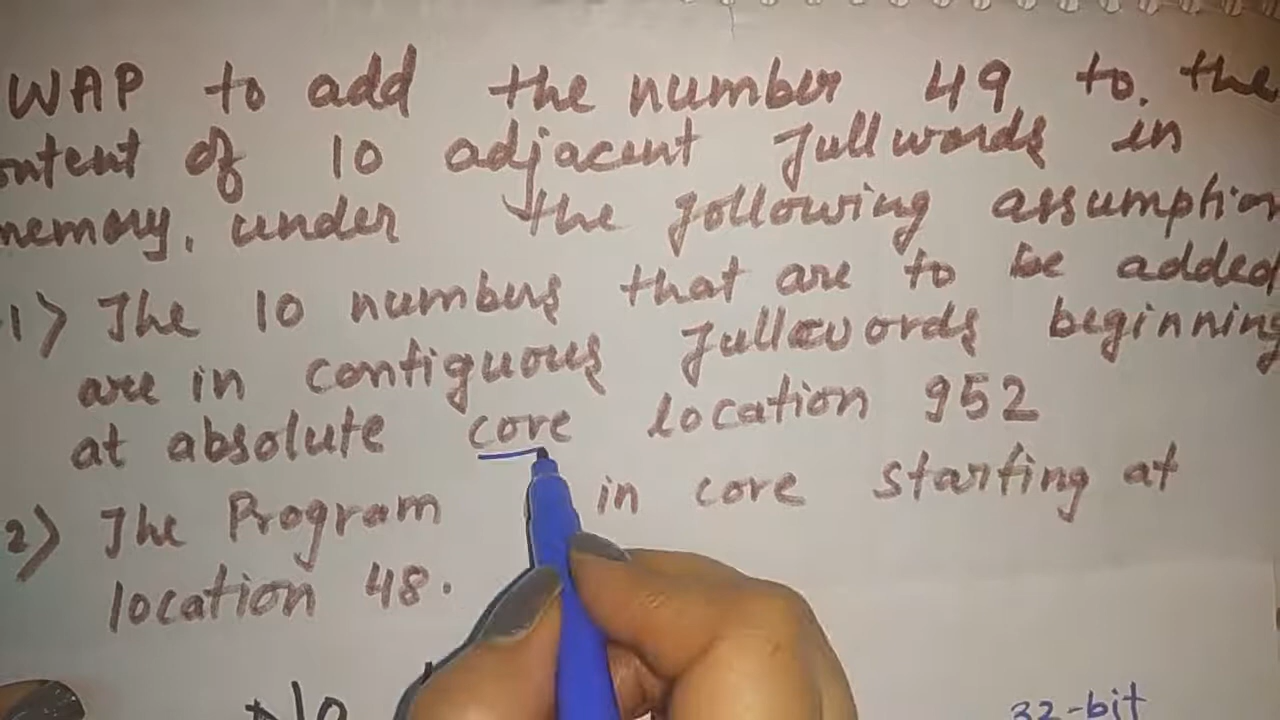 WAP to add the number 49 to. the
ontent of 10 adjacent fullwords in
memory, under the following assumption
1) The 10 numbers that are to be added
are in contiguous fullwords beginning
at absolute core location 952
2) The Program in core starting at
location 48.
No
32-bit